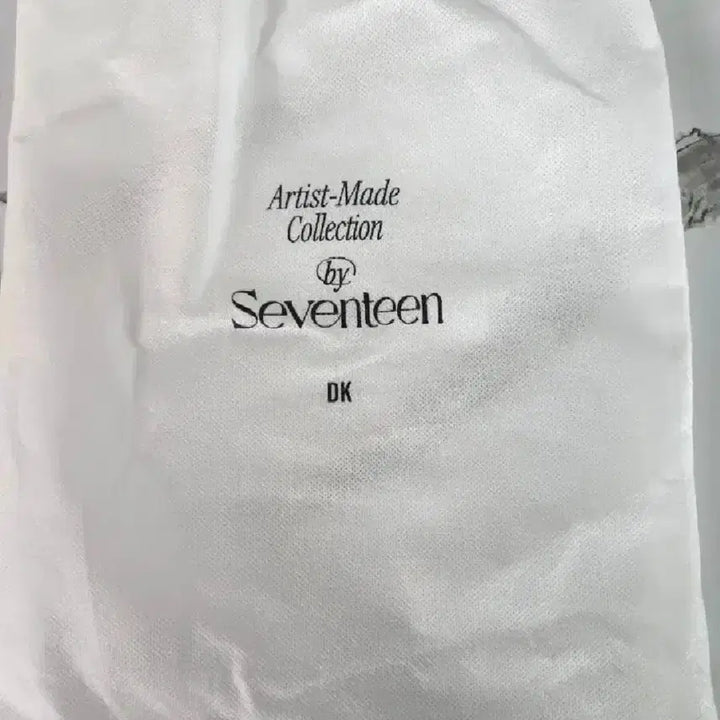 Artist-Made
Collection
by
Seventeen
DK